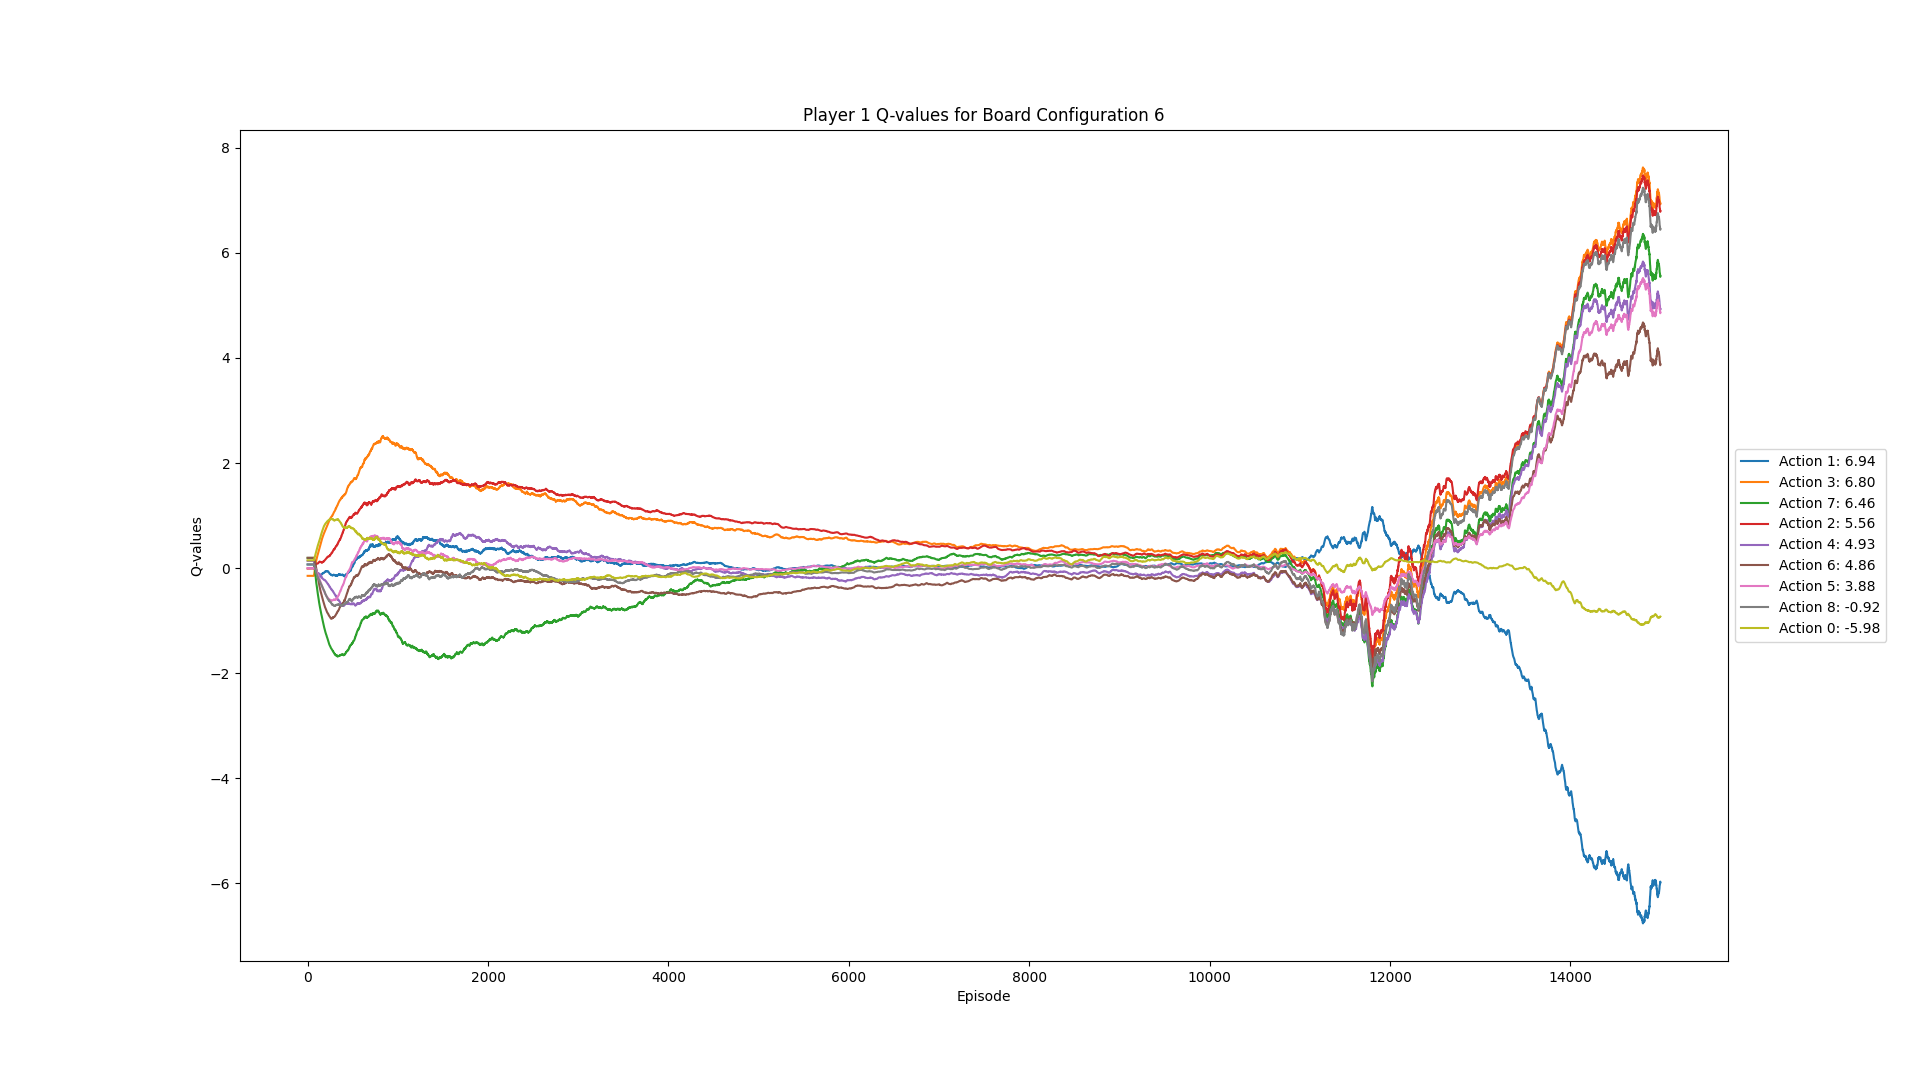 Player 1 Q-values for Board Configuration 6
8
6
4
2
0
−2
−4
−6
Q-values
0 2000 4000 6000 8000 10000 12000 14000
Episode
Action 1: 6.94
Action 3: 6.80
Action 7: 6.46
Action 2: 5.56
Action 4: 4.93
Action 6: 4.86
Action 5: 3.88
Action 8: -0.92
Action 0: -5.98